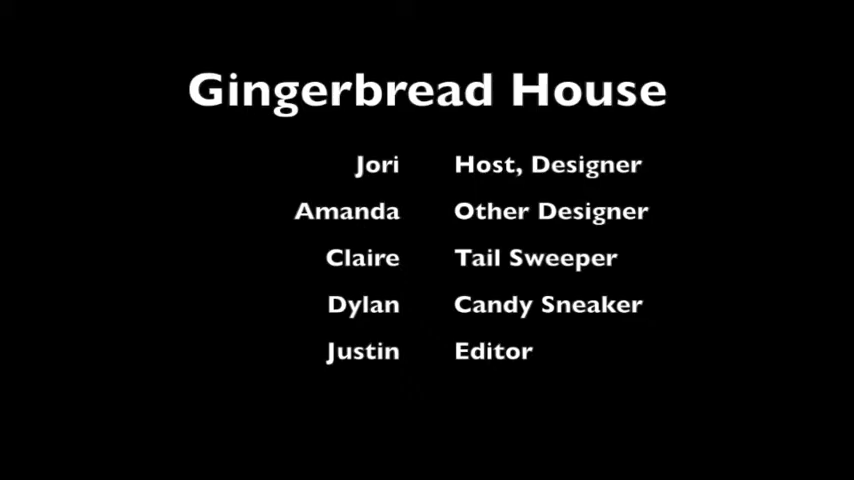 Gingerbread House
Jori Host, Designer
Amanda Other Designer
Claire Tail Sweeper
Dylan Candy Sneaker
Justin Editor